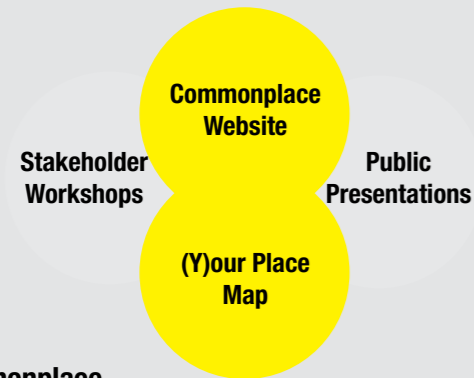 Commonplace
Website
Stakeholder
Workshops
Public
Presentations
(Y)our Place
Map